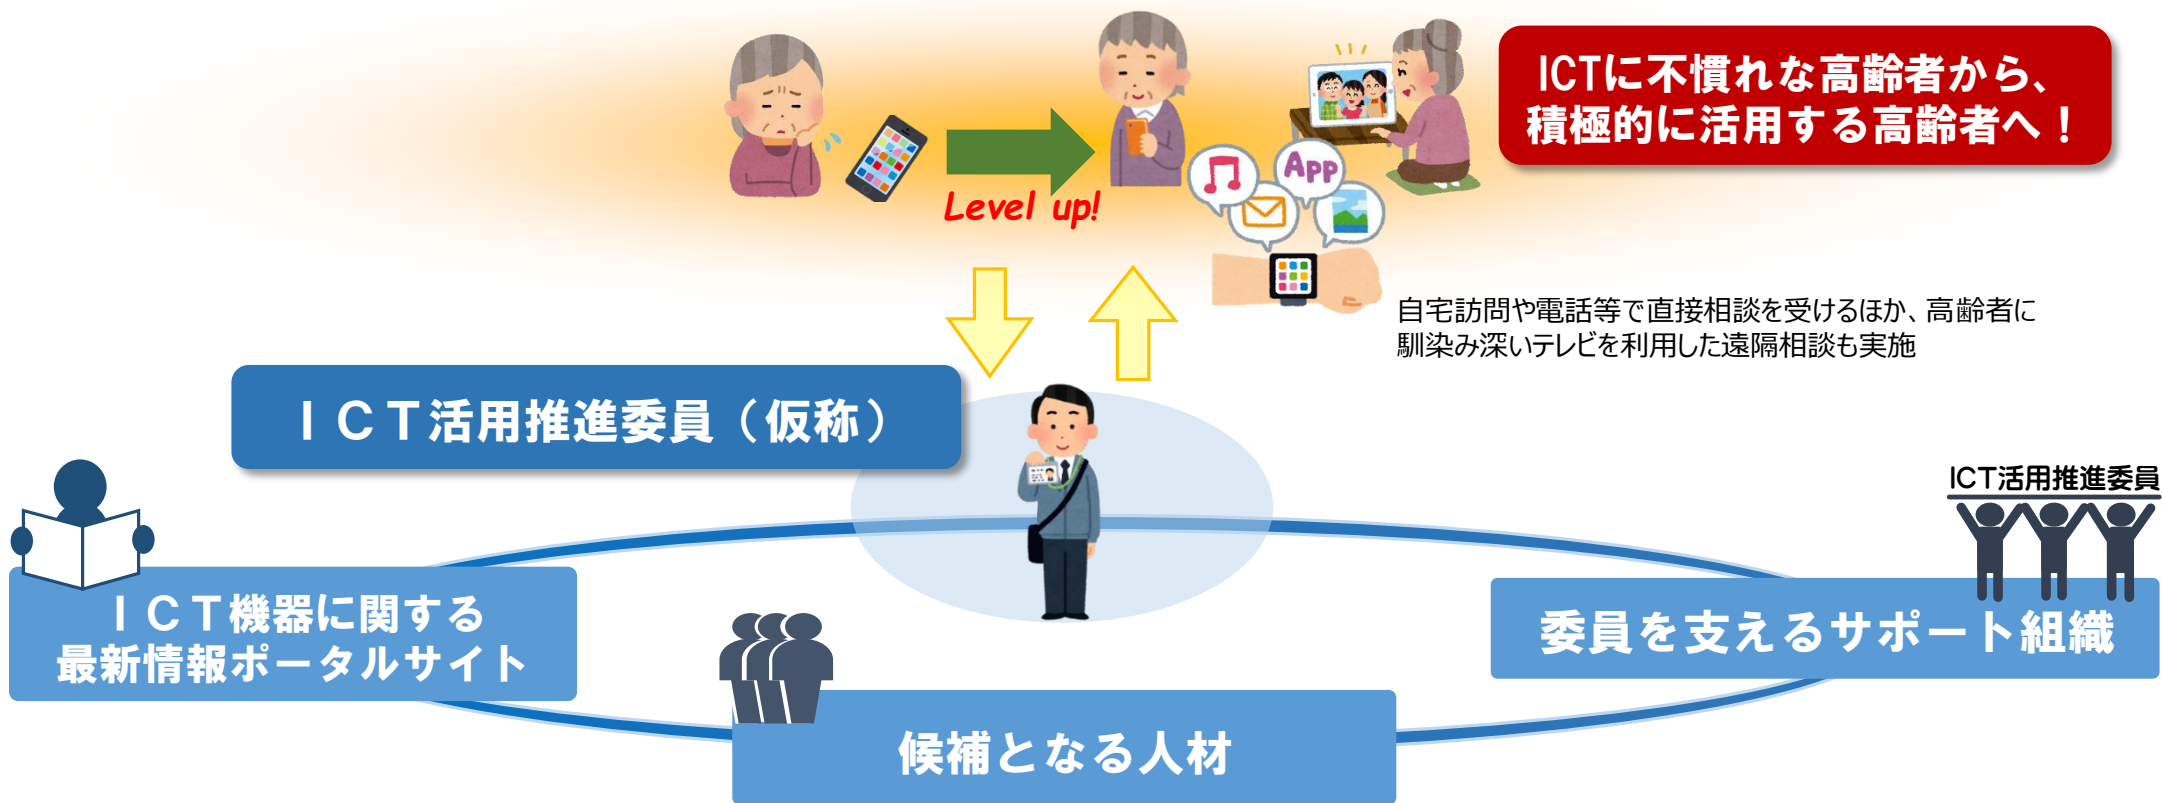 ICTに不慣れな高齢者から、
積極的に活用する高齢者へ！
App
Level up!
自宅訪問や電話等で直接相談を受けるほか、高齢者に
馴染み深いテレビを利用した遠隔相談も実施
ＩＣＴ活用推進委員（仮称）
ICT活用推進委員
ＩＣＴ機器に関する
最新情報ポータルサイト
委員を支えるサポート組織
候補となる人材